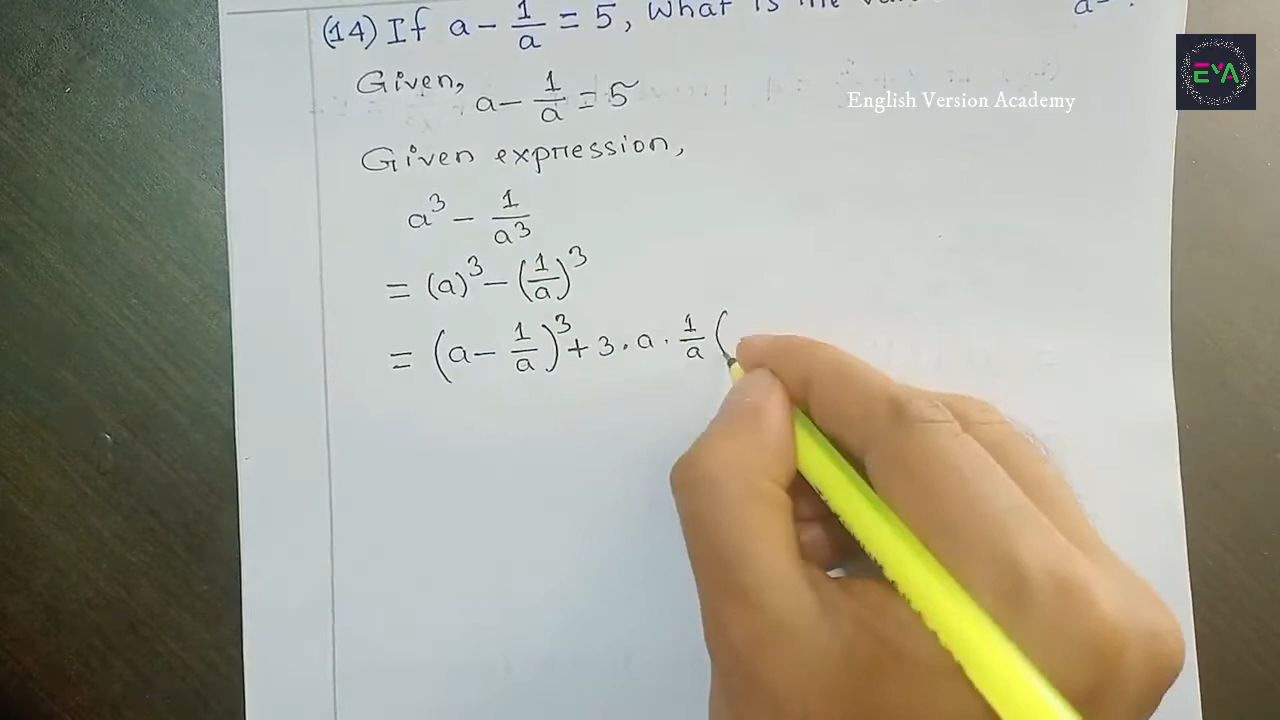 (14) If a - 1/a = 5, What is the
Given,
a - 1/a = 5
English Version Academy
EVA
Given expression,
a³ - 1/a³
= (a)³ - (1/a)³
= (a - 1/a)³ + 3 · a · 1/a (